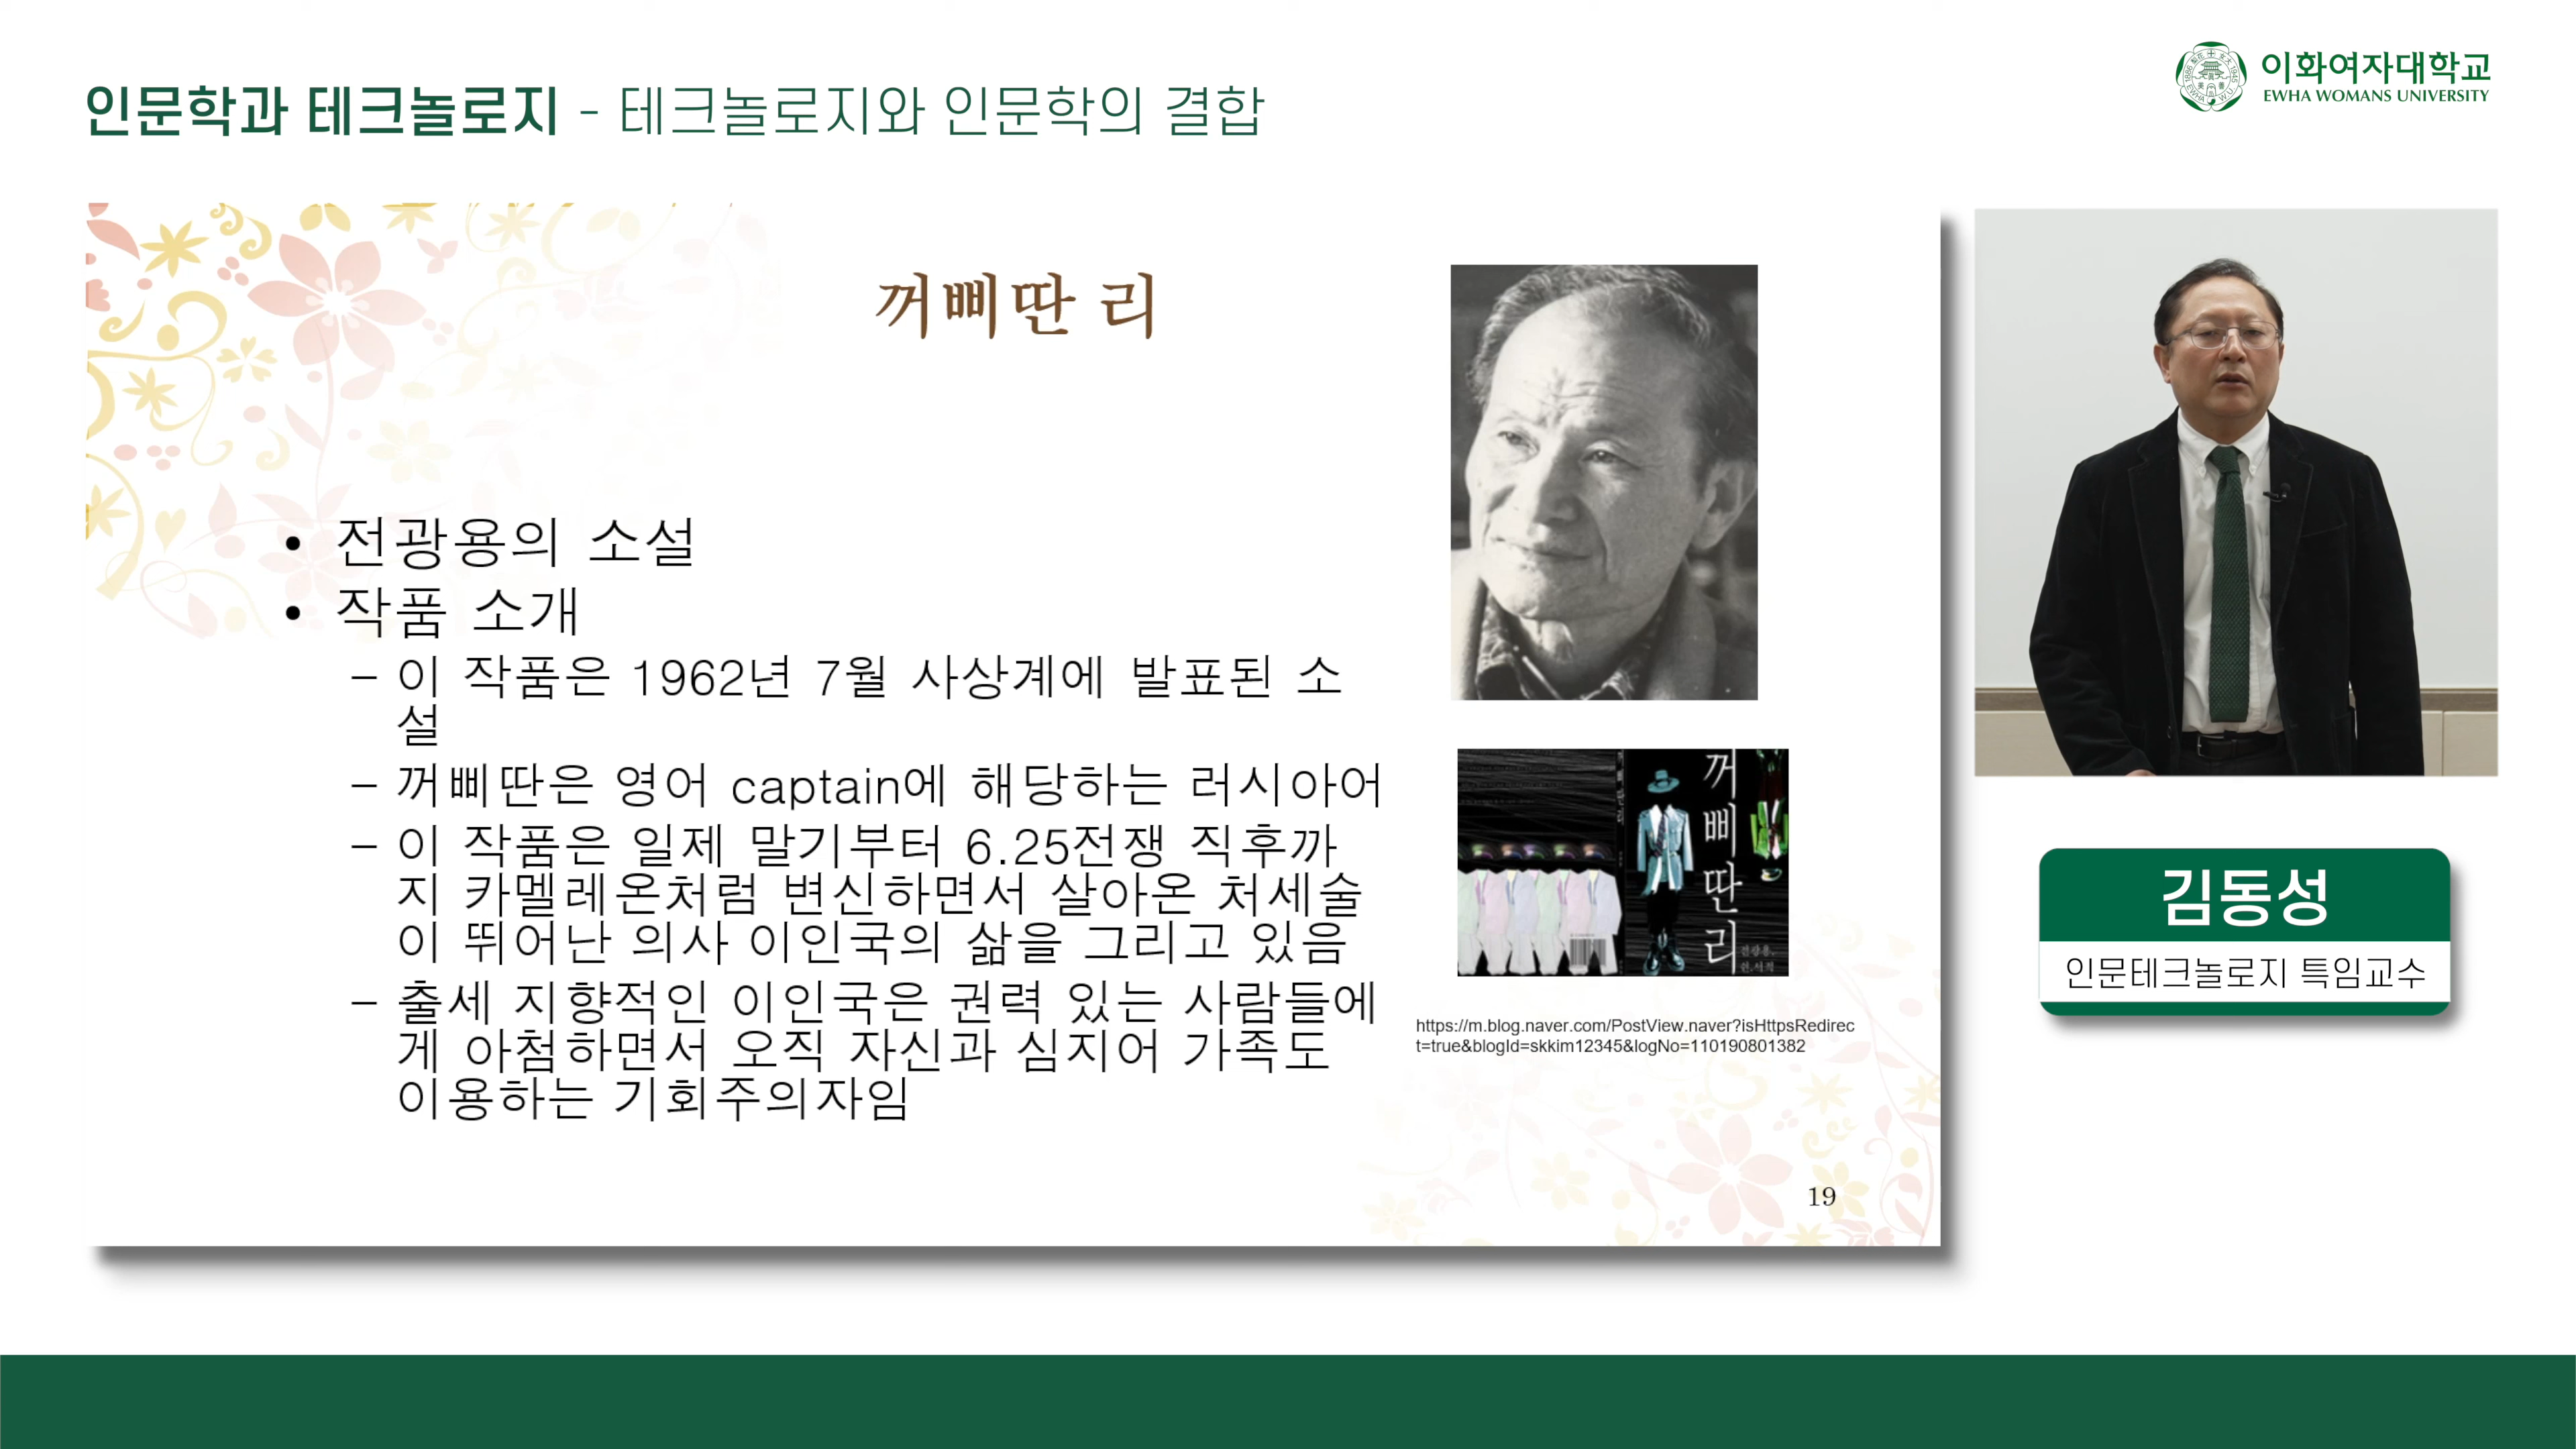 인문학과 테크놀로지 - 테크놀로지와 인문학의 결합
이화여자대학교
EWHA WOMANS UNIVERSITY
꺼삐딴 리
• 전광용의 소설
• 작품 소개
– 이 작품은 1962년 7월 사상계에 발표된 소
설
– 꺼삐딴은 영어 captain에 해당하는 러시아어
– 이 작품은 일제 말기부터 6.25전쟁 직후까
지 카멜레온처럼 변신하면서 살아온 처세술
이 뛰어난 의사 이인국의 삶을 그리고 있음
– 출세 지향적인 이인국은 권력 있는 사람들에
게 아첨하면서 오직 자신과 심지어 가족도
이용하는 기회주의자임
꺼삐딴리
전광용
https://m.blog.naver.com/PostView.naver?isHttpsRedirec
t=true&blogId=skkim12345&logNo=110190801382
19
김동성
인문테크놀로지 특임교수